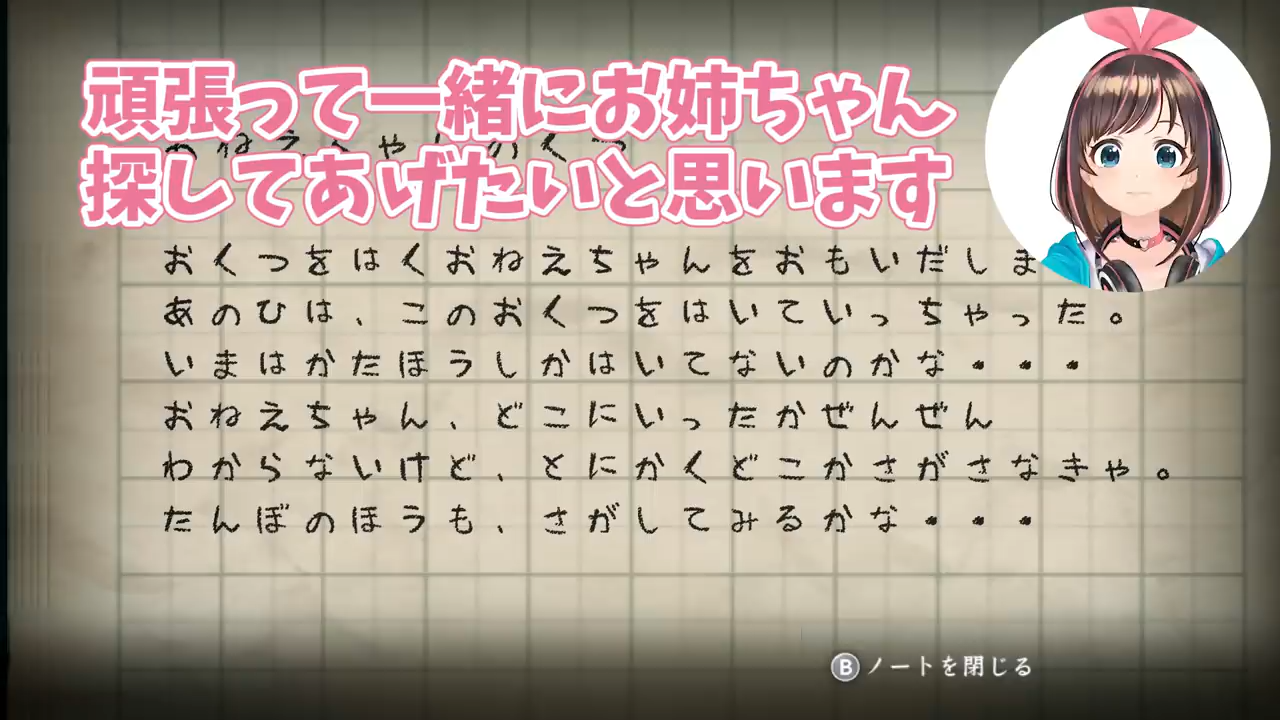 頑張って一緒にお姉ちゃん
探してあげたいと思います
おくつをはくおねえちゃんをおもいだしま
あのひは、このおくつをはいていっちゃった。
いまはかたほうしかはいてないのかな・・・
おねえちゃん、どこにいったかぜんぜん
わからないけど、とにかくどこかさがさなきゃ。
たんぼのほうも、さがしてみるかな・・・
Ⓑノートを閉じる